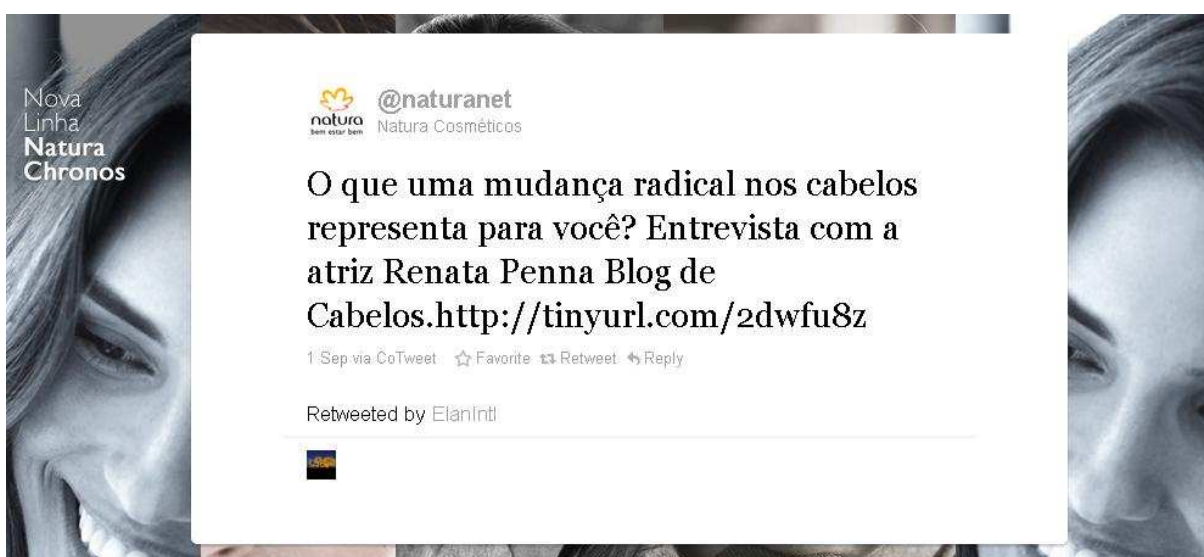 Nova
Linha
Natura
Chronos
natura
bem estar bem
@naturanet
Natura Cosméticos
O que uma mudança radical nos cabelos
representa para você? Entrevista com a
atriz Renata Penna Blog de
Cabelos.http://tinyurl.com/2dwfu8z
1 Sep via CoTweet Favorite Retweet Reply
Retweeted by ElanIntl